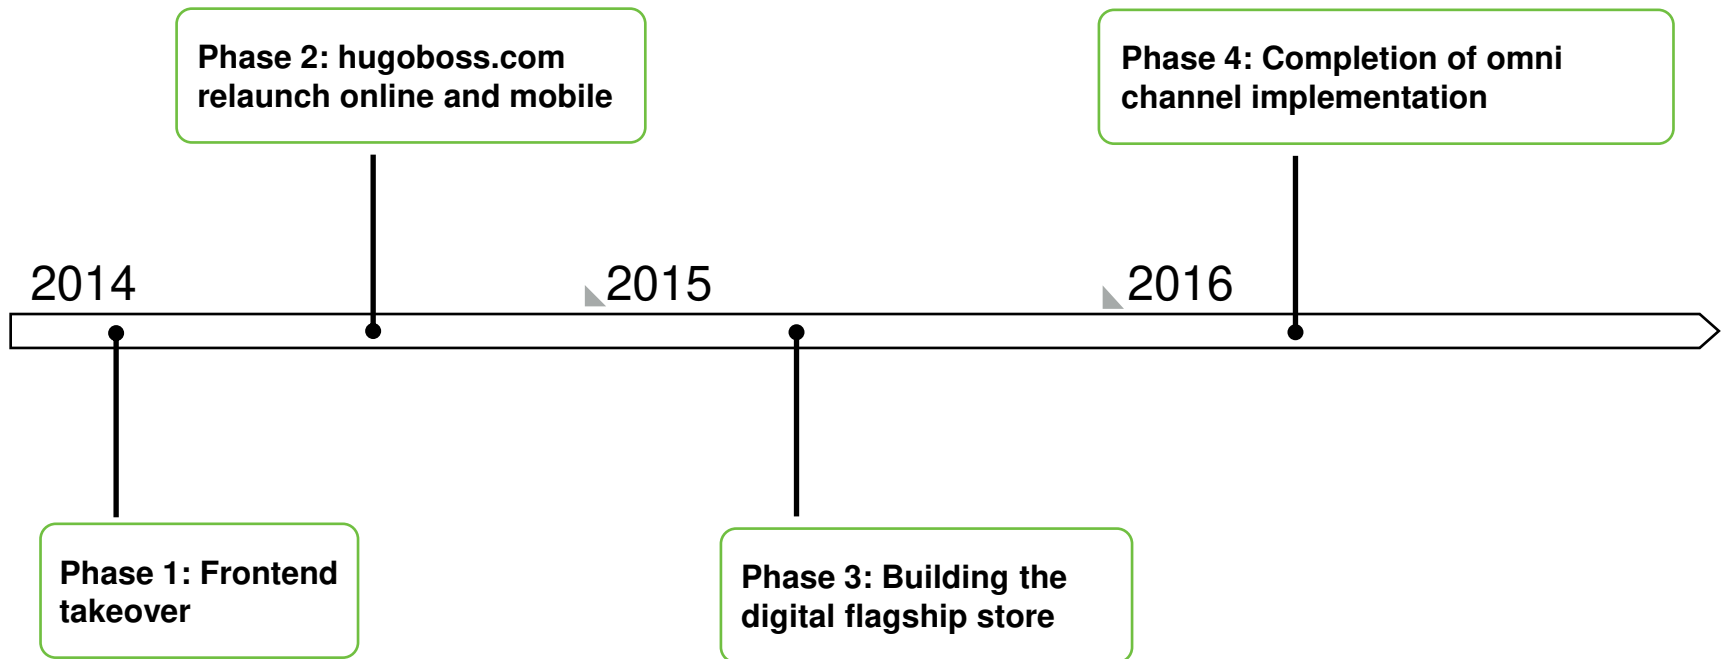 Phase 2: hugoboss.com
relaunch online and mobile
Phase 4: Completion of omni
channel implementation
2014
2015
2016
Phase 1: Frontend
takeover
Phase 3: Building the
digital flagship store